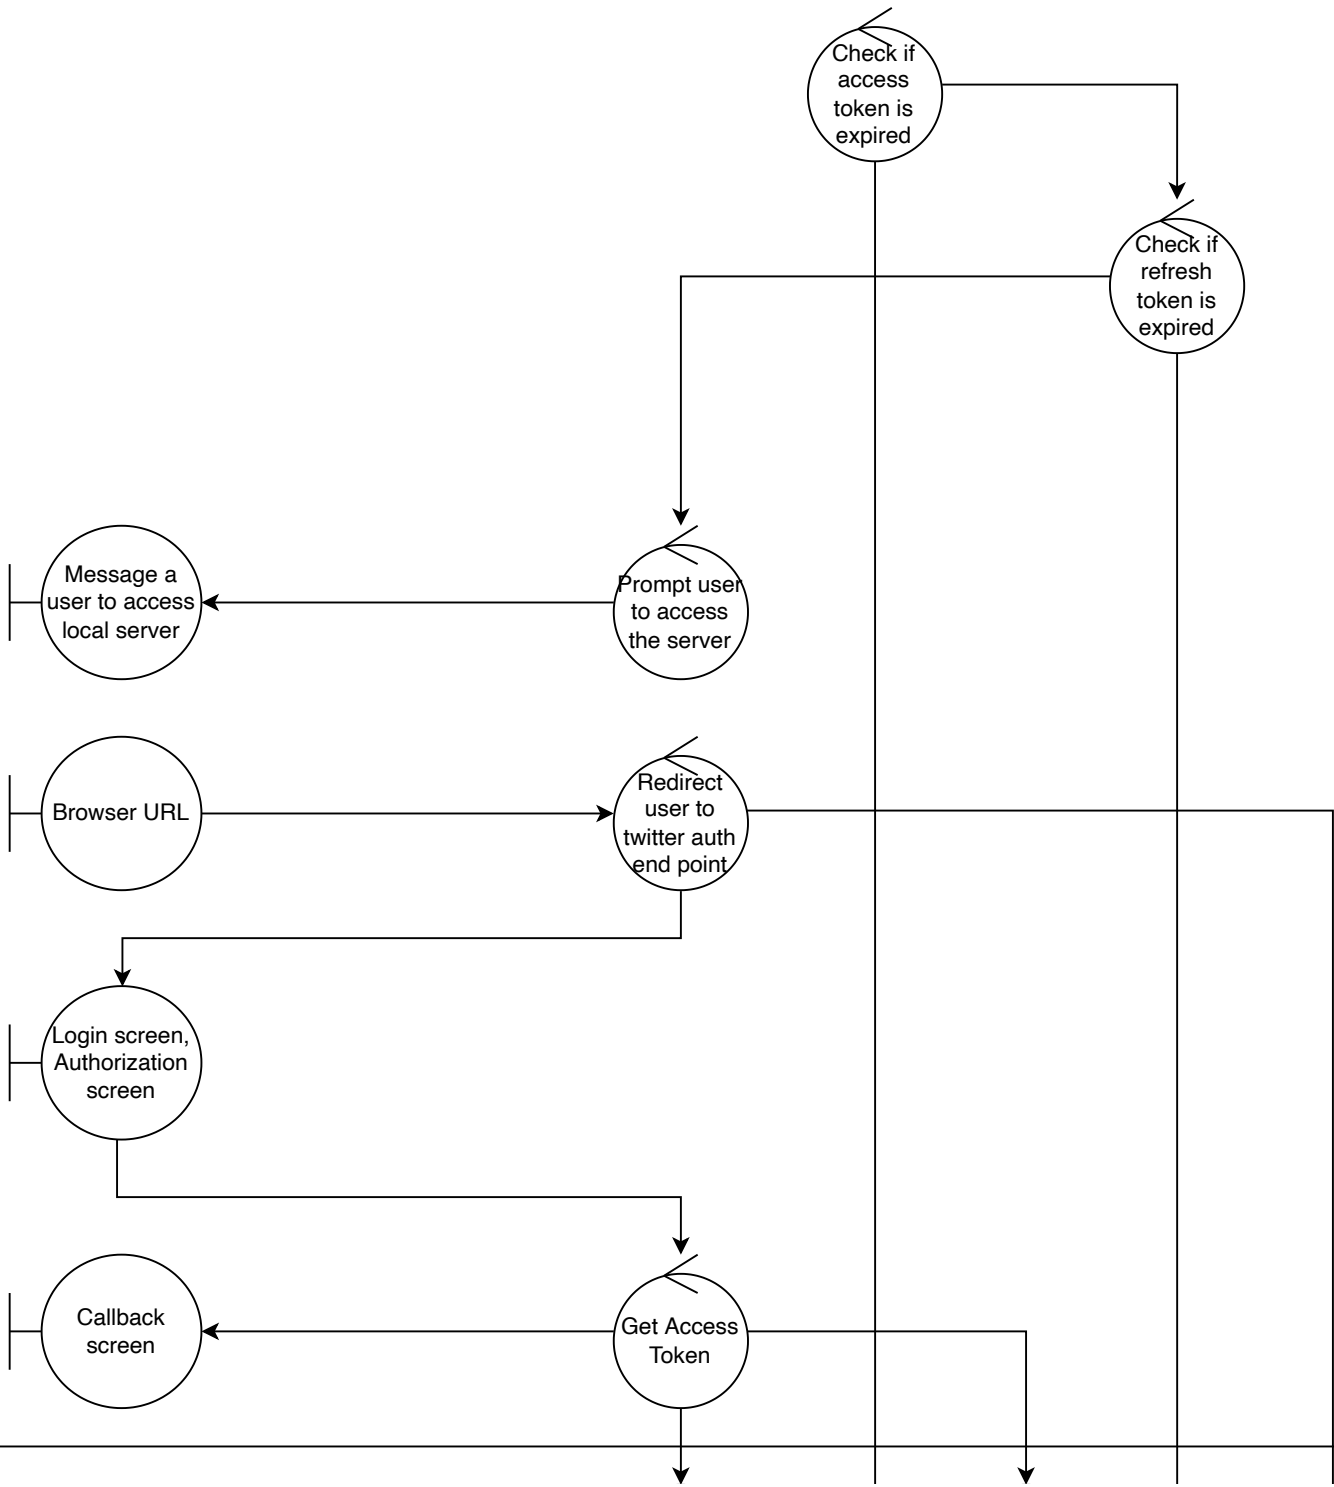 Check if
access
token is
expired
Check if
refresh
token is
expired
Message a
user to access
local server
Prompt user
to access
the server
Browser URL
Redirect
user to
twitter auth
end point
Login screen,
Authorization
screen
Callback
screen
Get Access
Token